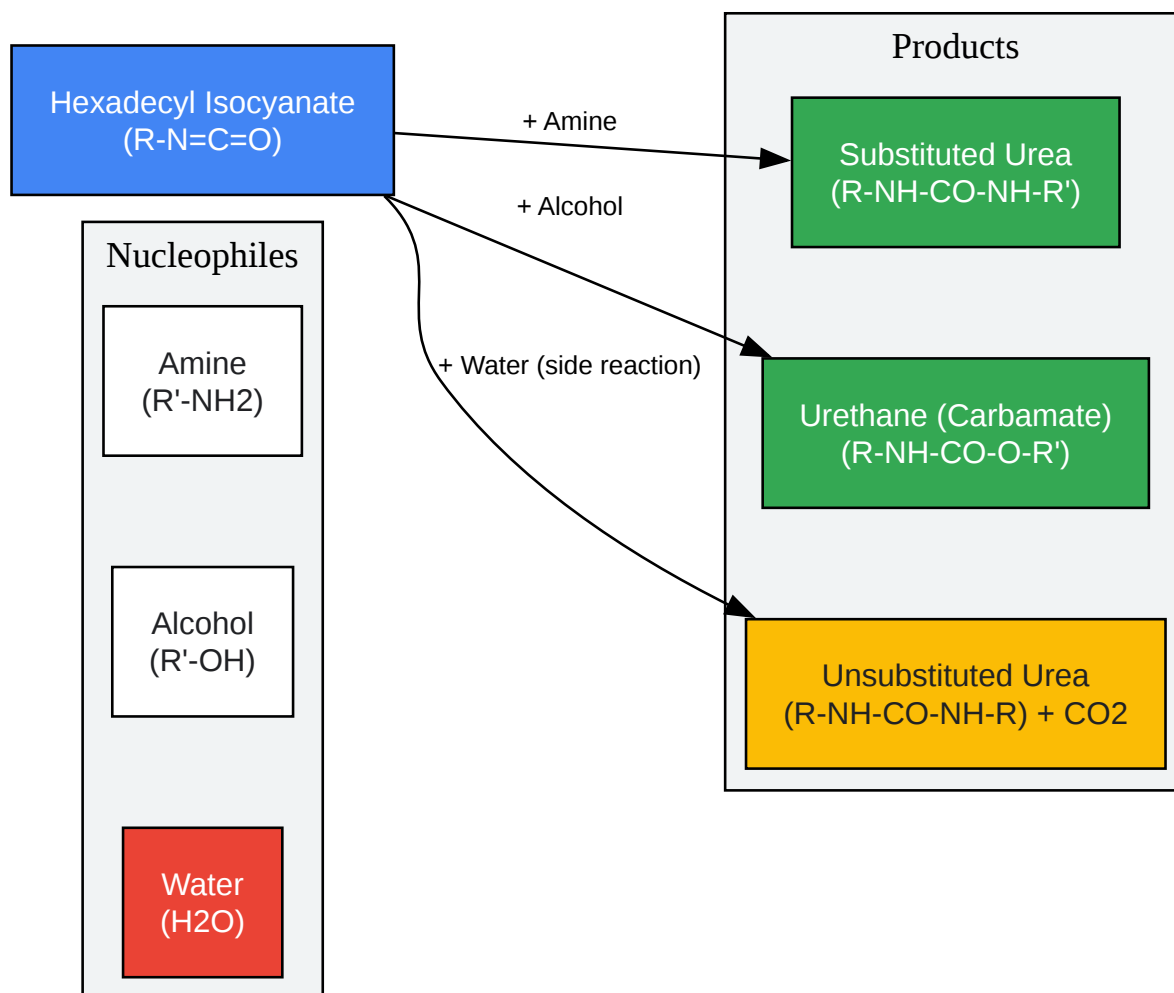 Hexadecyl Isocyanate
(R-N=C=O)
Products
+ Amine
Substituted Urea
(R-NH-CO-NH-R')
+ Alcohol
Nucleophiles
Amine
(R'-NH2)
+ Water (side reaction)
Urethane (Carbamate)
(R-NH-CO-O-R')
Alcohol
(R'-OH)
Unsubstituted Urea
(R-NH-CO-NH-R) + CO2
Water
(H2O)